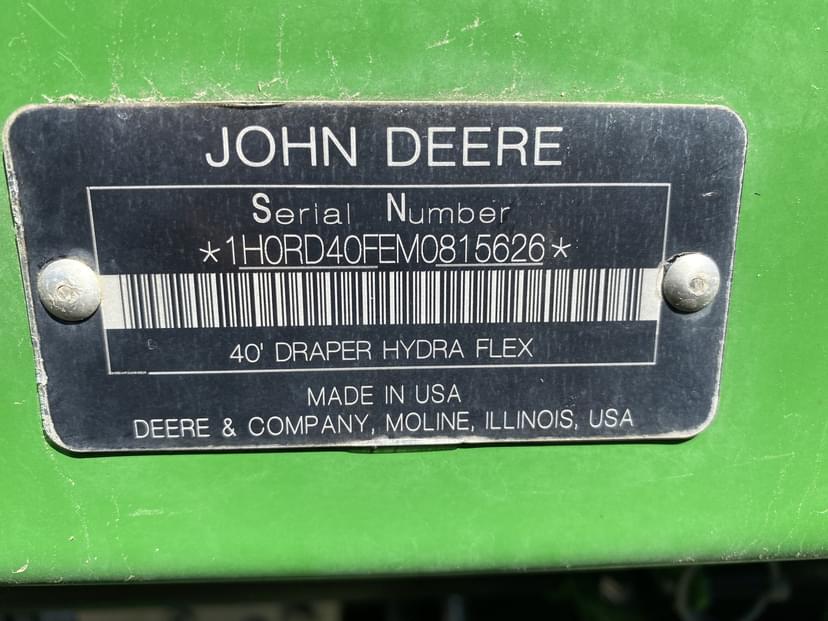 JOHN DEERE
Serial Number
*1H0RD40FEM0815626*
40' DRAPER HYDRA FLEX
MADE IN USA
DEERE & COMPANY, MOLINE, ILLINOIS, USA